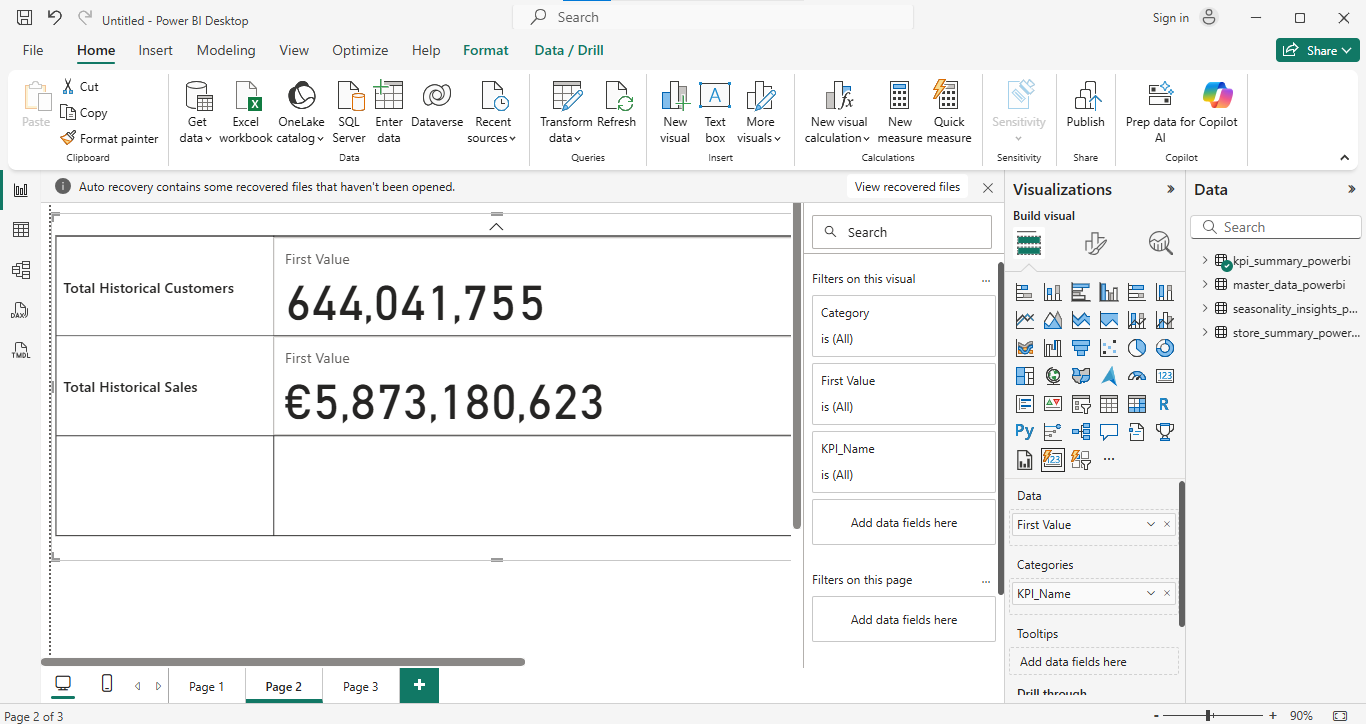 Untitled - Power BI Desktop
Search
Sign in
File Home Insert Modeling View Optimize Help Format Data / Drill
Share
Paste
Cut
Copy
Format painter
Clipboard
Get data
Excel workbook
OneLake catalog
SQL Server
Enter data
Dataverse
Recent sources
Data
Transform data
Refresh
Queries
New visual
Text box
More visuals
Insert
New visual calculation
New measure
Quick measure
Calculations
Sensitivity
Sensitivity
Publish
Share
Prep data for AI
Copilot
Copilot
Auto recovery contains some recovered files that haven't been opened.
View recovered files
First Value
Total Historical Customers
644,041,755
First Value
Total Historical Sales
€5,873,180,623
Search
Filters on this visual
...
Category
is (All)
First Value
is (All)
KPI_Name
is (All)
Add data fields here
Filters on this page
...
Add data fields here
Visualizations
Build visual
123
R
Py
123
...
Data
First Value
Categories
KPI_Name
Tooltips
Add data fields here
Drill through
Data
Search
kpi_summary_powerbi
master_data_powerbi
seasonality_insights_p...
store_summary_power...
DAX
TMDL
Page 1
Page 2
Page 3
+
Page 2 of 3
- + 90%